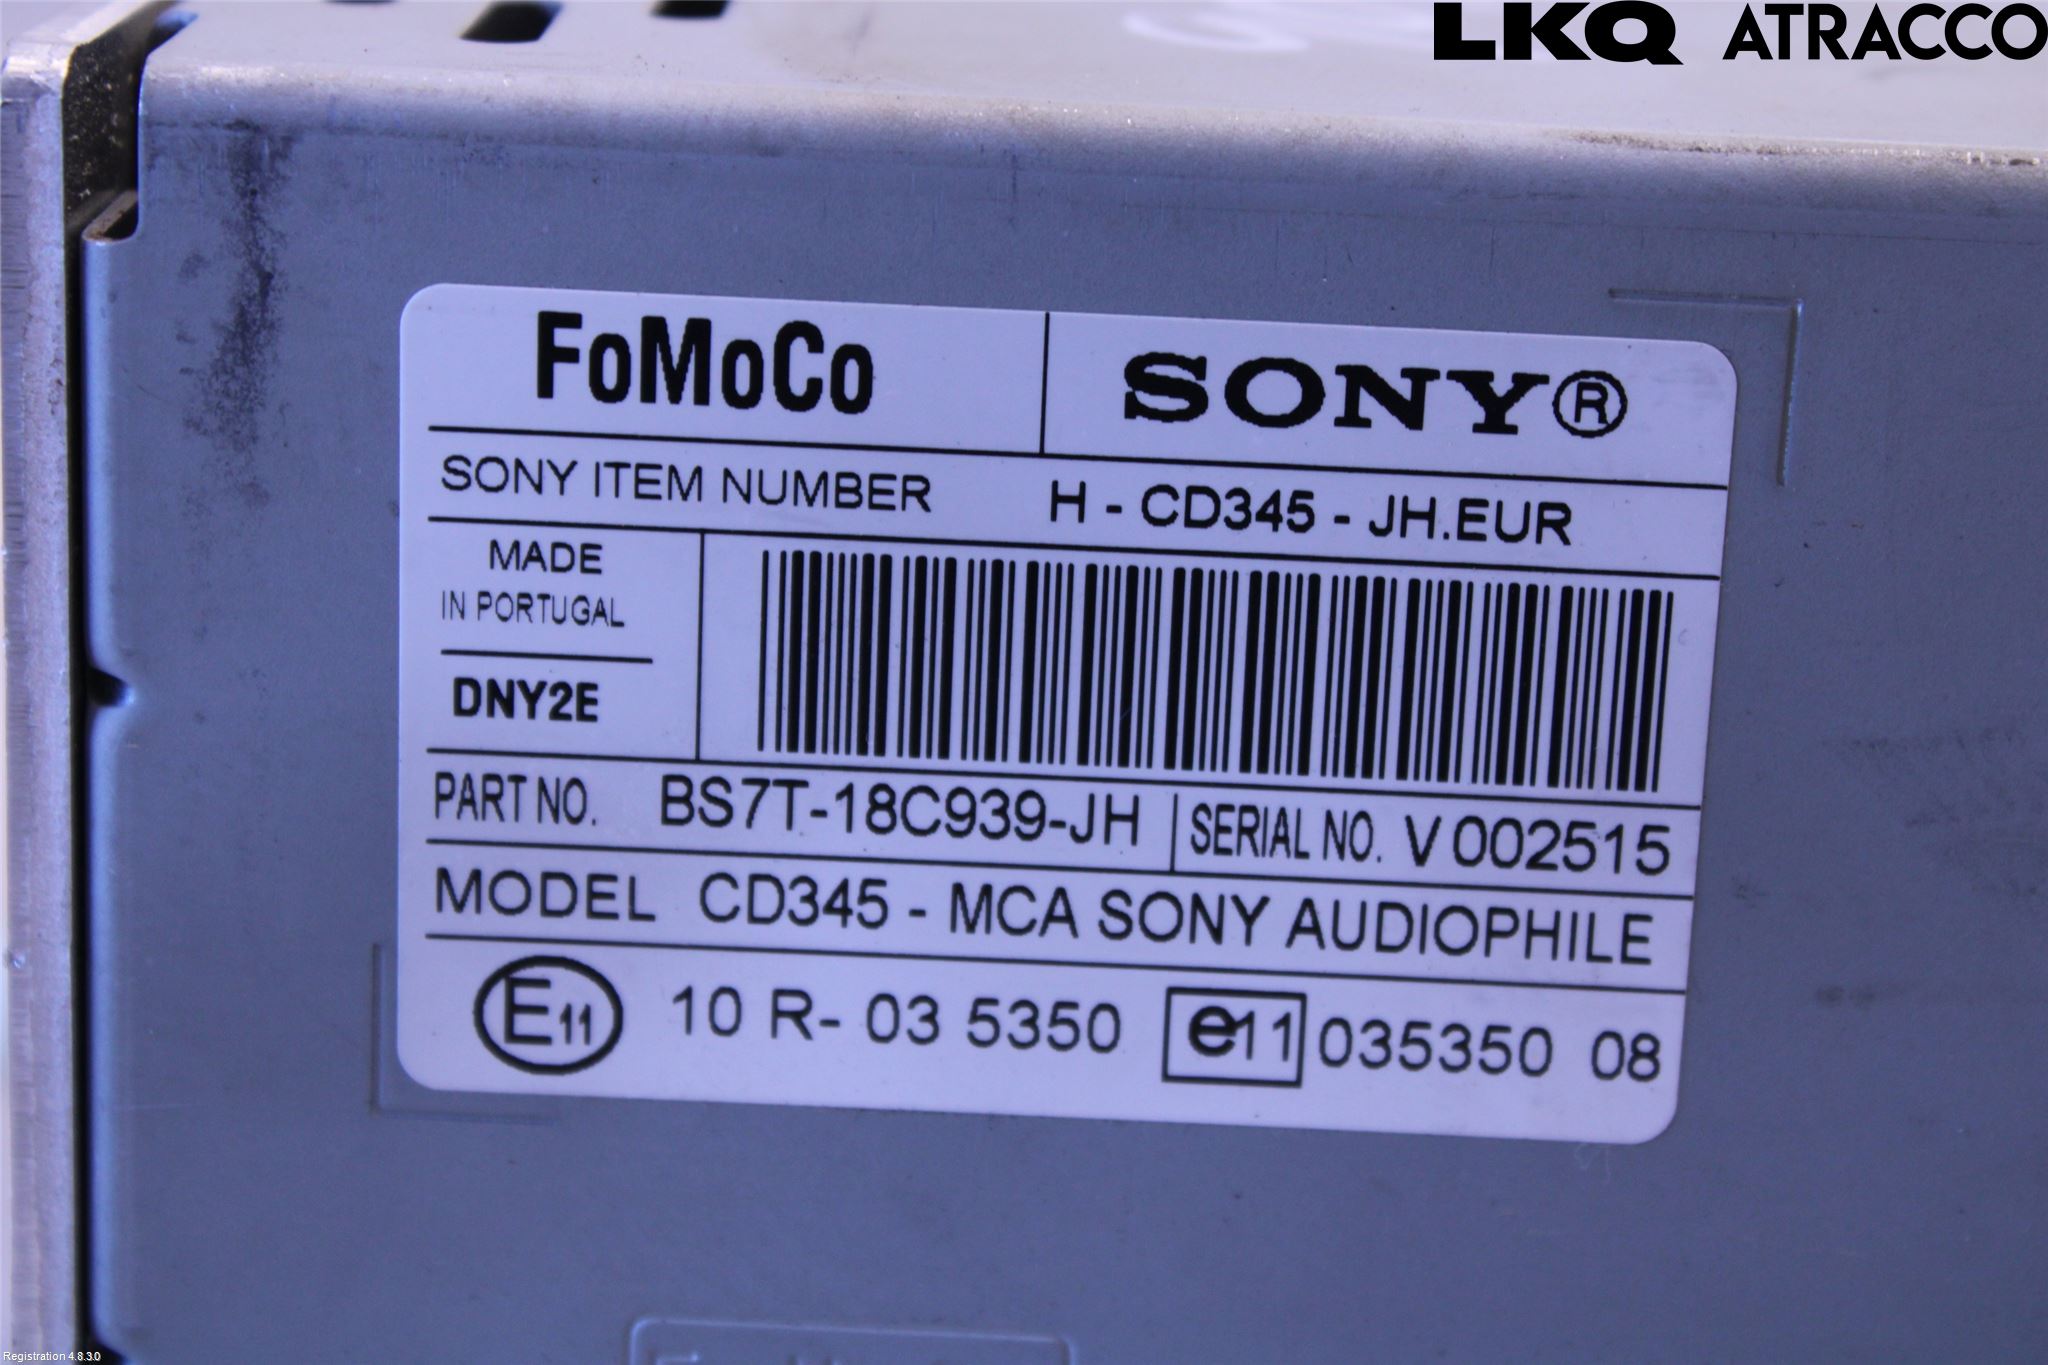 LKQ ATRACCO
FoMoCo
SONY®
SONY ITEM NUMBER H - CD345 - JH.EUR
MADE
IN PORTUGAL
DNY2E
PART NO. BS7T-18C939-JH SERIAL NO. V002515
MODEL CD345 - MCA SONY AUDIOPHILE
E11 10 R- 03 5350 e11 035350 08
Registration 4.8.3.0